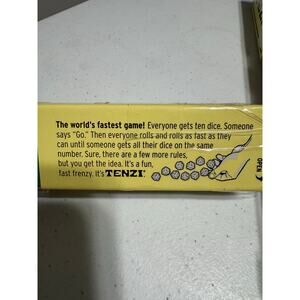 The world's fastest game! Everyone gets ten dice. Someone
says "Go." Then everyone rolls and rolls as fast as they
can until someone gets all their dice on the same
number. Sure, there are a few more rules,
but you get the idea. It's a fun,
fast frenzy. It's TENZI.
OPEN